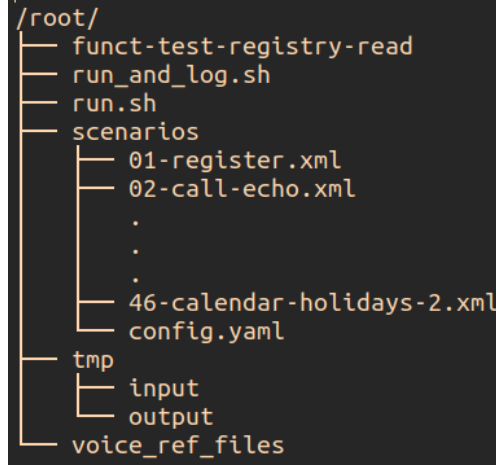 /root/
├── funct-test-registry-read
├── run_and_log.sh
├── run.sh
├── scenarios
│   ├── 01-register.xml
│   ├── 02-call-echo.xml
│   .
│   .
│   .
│   ├── 46-calendar-holidays-2.xml
│   └── config.yaml
├── tmp
│   ├── input
│   └── output
└── voice_ref_files